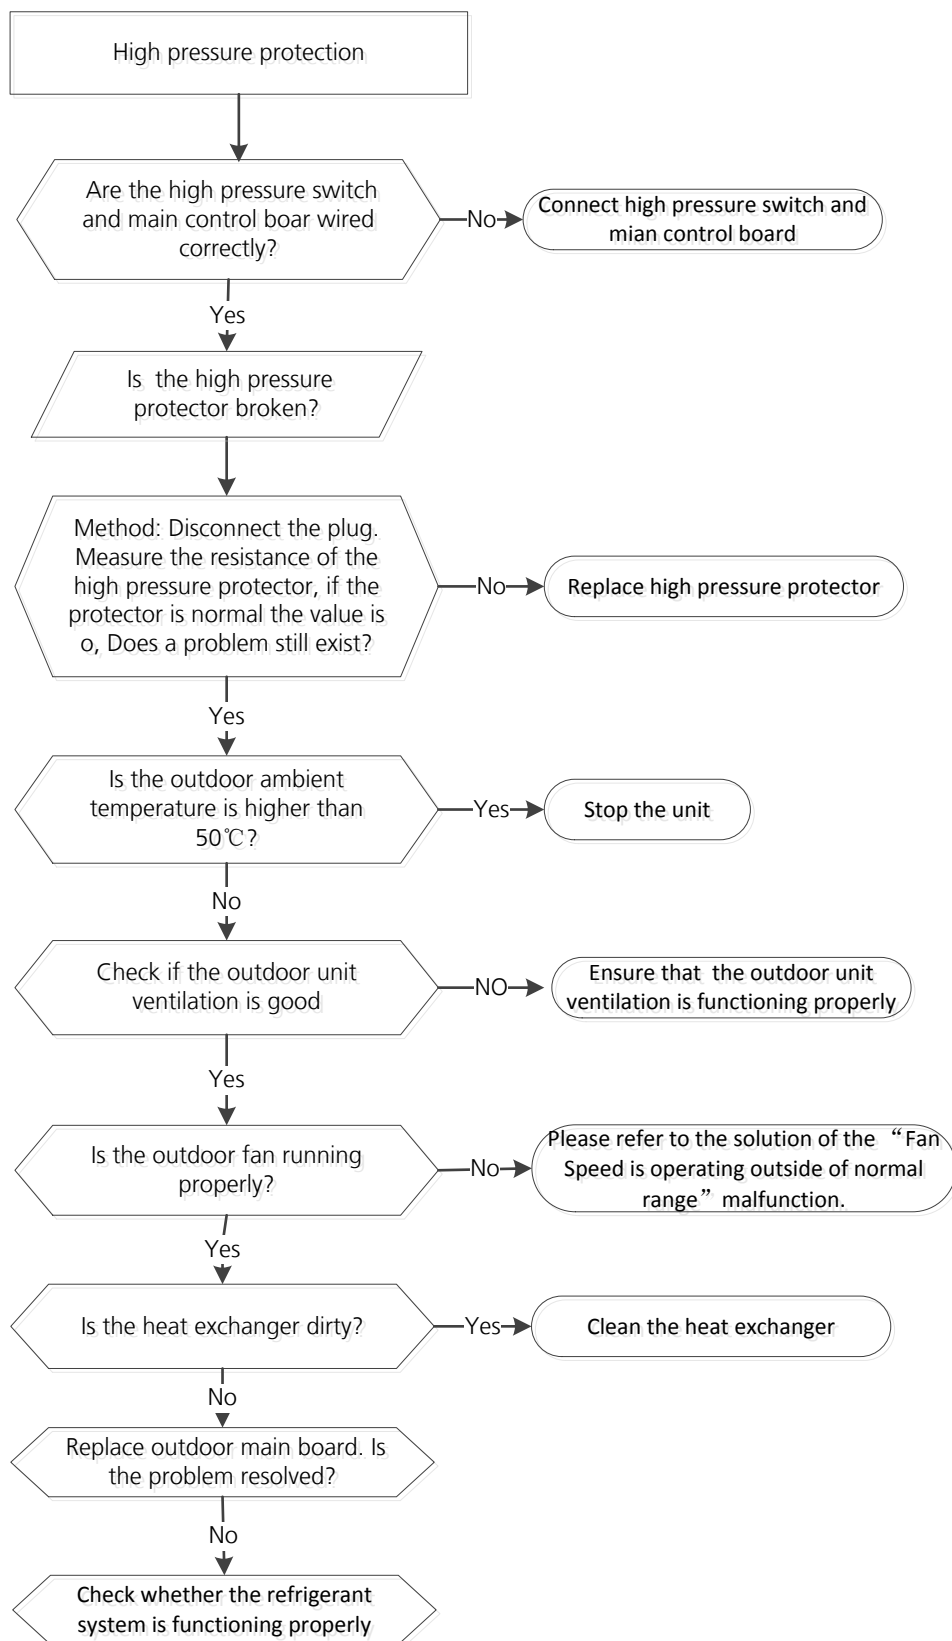 High pressure protection
Are the high pressure switch
and main control boar wired
correctly?
No
Connect high pressure switch and
mian control board
Yes
Is the high pressure
protector broken?
Method: Disconnect the plug.
Measure the resistance of the
high pressure protector, if the
protector is normal the value is
o, Does a problem still exist?
No
Replace high pressure protector
Yes
Is the outdoor ambient
temperature is higher than
50℃?
Yes
Stop the unit
No
Check if the outdoor unit
ventilation is good
NO
Ensure that the outdoor unit
ventilation is functioning properly
Yes
Is the outdoor fan running
properly?
No
Please refer to the solution of the “Fan
Speed is operating outside of normal
range” malfunction.
Yes
Is the heat exchanger dirty?
Yes
Clean the heat exchanger
No
Replace outdoor main board. Is
the problem resolved?
No
Check whether the refrigerant
system is functioning properly